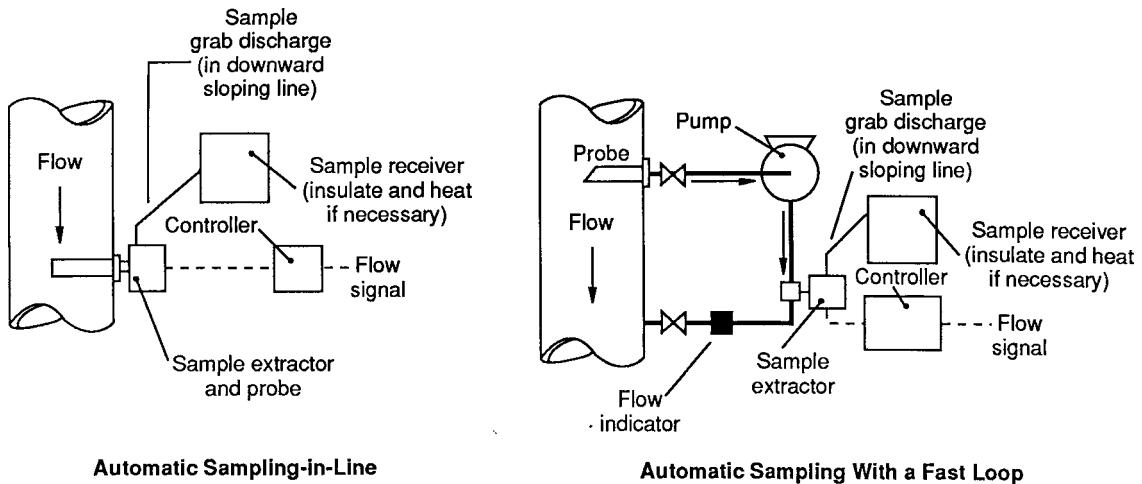 Sample
grab discharge
(in downward
sloping line)
Flow
Sample receiver
(insulate and heat
if necessary)
Controller
Flow
signal
Sample extractor
and probe
Automatic Sampling-in-Line
Pump
Sample
grab discharge
(in downward
sloping line)
Probe
Flow
Sample receiver
(insulate and heat
if necessary)
Controller
Flow
signal
Sample
extractor
Flow
indicator
Automatic Sampling With a Fast Loop